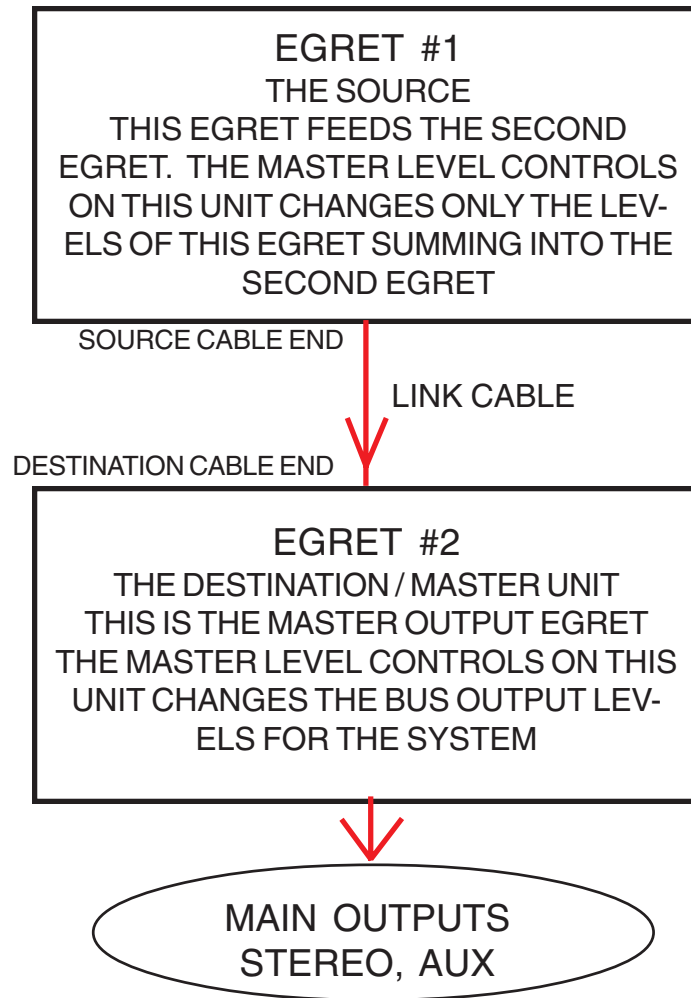 EGRET #1
THE SOURCE
THIS EGRET FEEDS THE SECOND
EGRET. THE MASTER LEVEL CONTROLS
ON THIS UNIT CHANGES ONLY THE LEV-
ELS OF THIS EGRET SUMMING INTO THE
SECOND EGRET
SOURCE CABLE END
LINK CABLE
DESTINATION CABLE END
EGRET #2
THE DESTINATION / MASTER UNIT
THIS IS THE MASTER OUTPUT EGRET
THE MASTER LEVEL CONTROLS ON THIS
UNIT CHANGES THE BUS OUTPUT LEV-
ELS FOR THE SYSTEM
MAIN OUTPUTS
STEREO, AUX